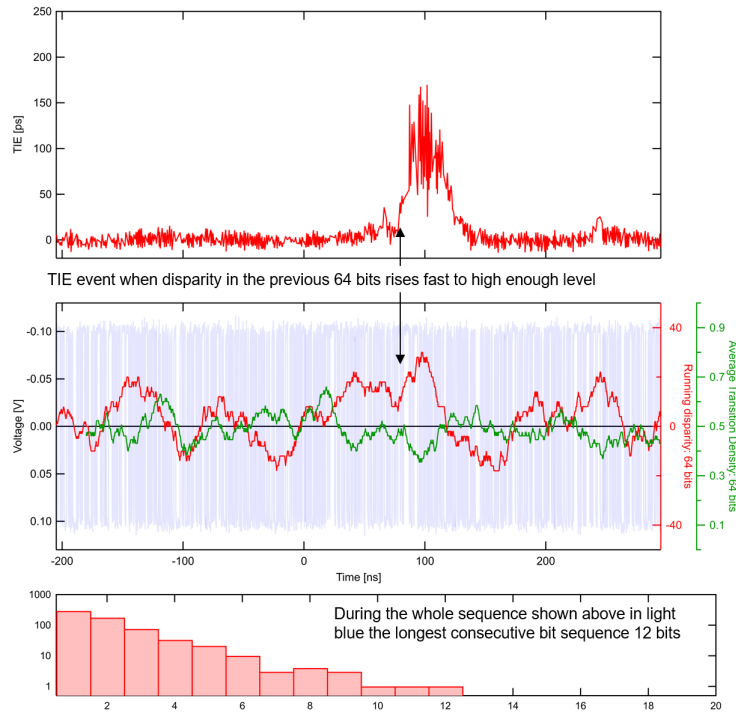 250
200
150
100
50
0
TIE [ps]
TIE event when disparity in the previous 64 bits rises fast to high enough level
-0.10
-0.05
0.00
0.05
0.10
Voltage [V]
40
0
-40
Running disparity: 64 bits
0.9
0.7
0.5
0.3
0.1
Average Transition Density: 64 bits
-200 -100 0 100 200
Time [ns]
1000
100
10
1
During the whole sequence shown above in light
blue the longest consecutive bit sequence 12 bits
2 4 6 8 10 12 14 16 18 20